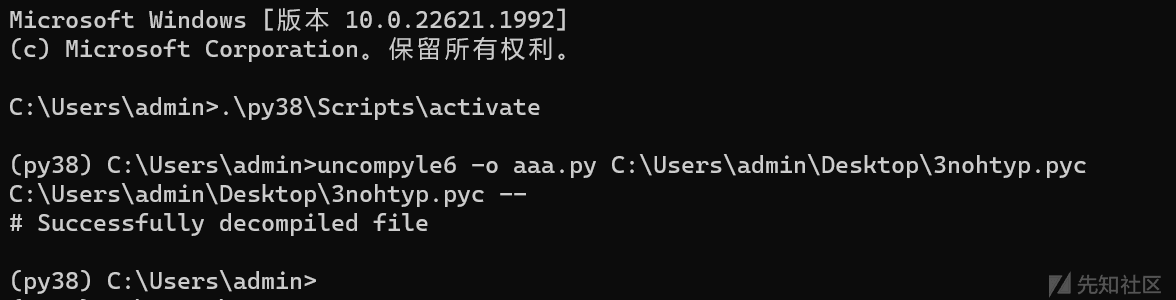 Microsoft Windows [版本 10.0.22621.1992]
(c) Microsoft Corporation。保留所有权利。
C:\Users\admin>.\py38\Scripts\activate
(py38) C:\Users\admin>uncompyle6 -o aaa.py C:\Users\admin\Desktop\3nohtyp.pyc
C:\Users\admin\Desktop\3nohtyp.pyc --
# Successfully decompiled file
(py38) C:\Users\admin>
先知社区